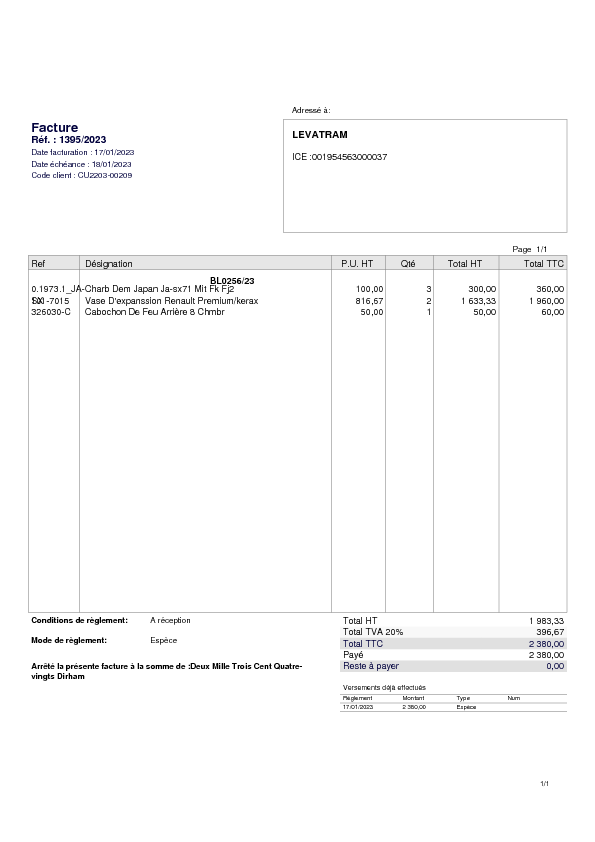 Adressé à:
Facture
Réf. : 1395/2023
Date facturation : 17/01/2023
Date échéance : 18/01/2023
Code client : CU2203-00209
LEVATRAM
ICE :001954563000037
Page 1/1
Ref Désignation P.U. HT Qté Total HT Total TTC
BL0256/23
0.1973.1_JA- Charb Dem Japan Ja-sx71 Mit Fk Fj2 100,00 3 300,00 360,00
-7015 Vase D'expanssion Renault Premium/kerax 816,67 2 1 633,33 1 960,00
326030-C Cabochon De Feu Arrière 8 Chmbr 50,00 1 50,00 60,00
Conditions de règlement: A réception
Mode de règlement: Espèce
Arrêté la présente facture à la somme de :Deux Mille Trois Cent Quatre-
vingts Dirham
Total HT 1 983,33
Total TVA 20% 396,67
Total TTC 2 380,00
Payé 2 380,00
Reste à payer 0,00
Versements déjà effectués
Règlement Montant Type Num
17/01/2023 2 380,00 Espèce
1/1